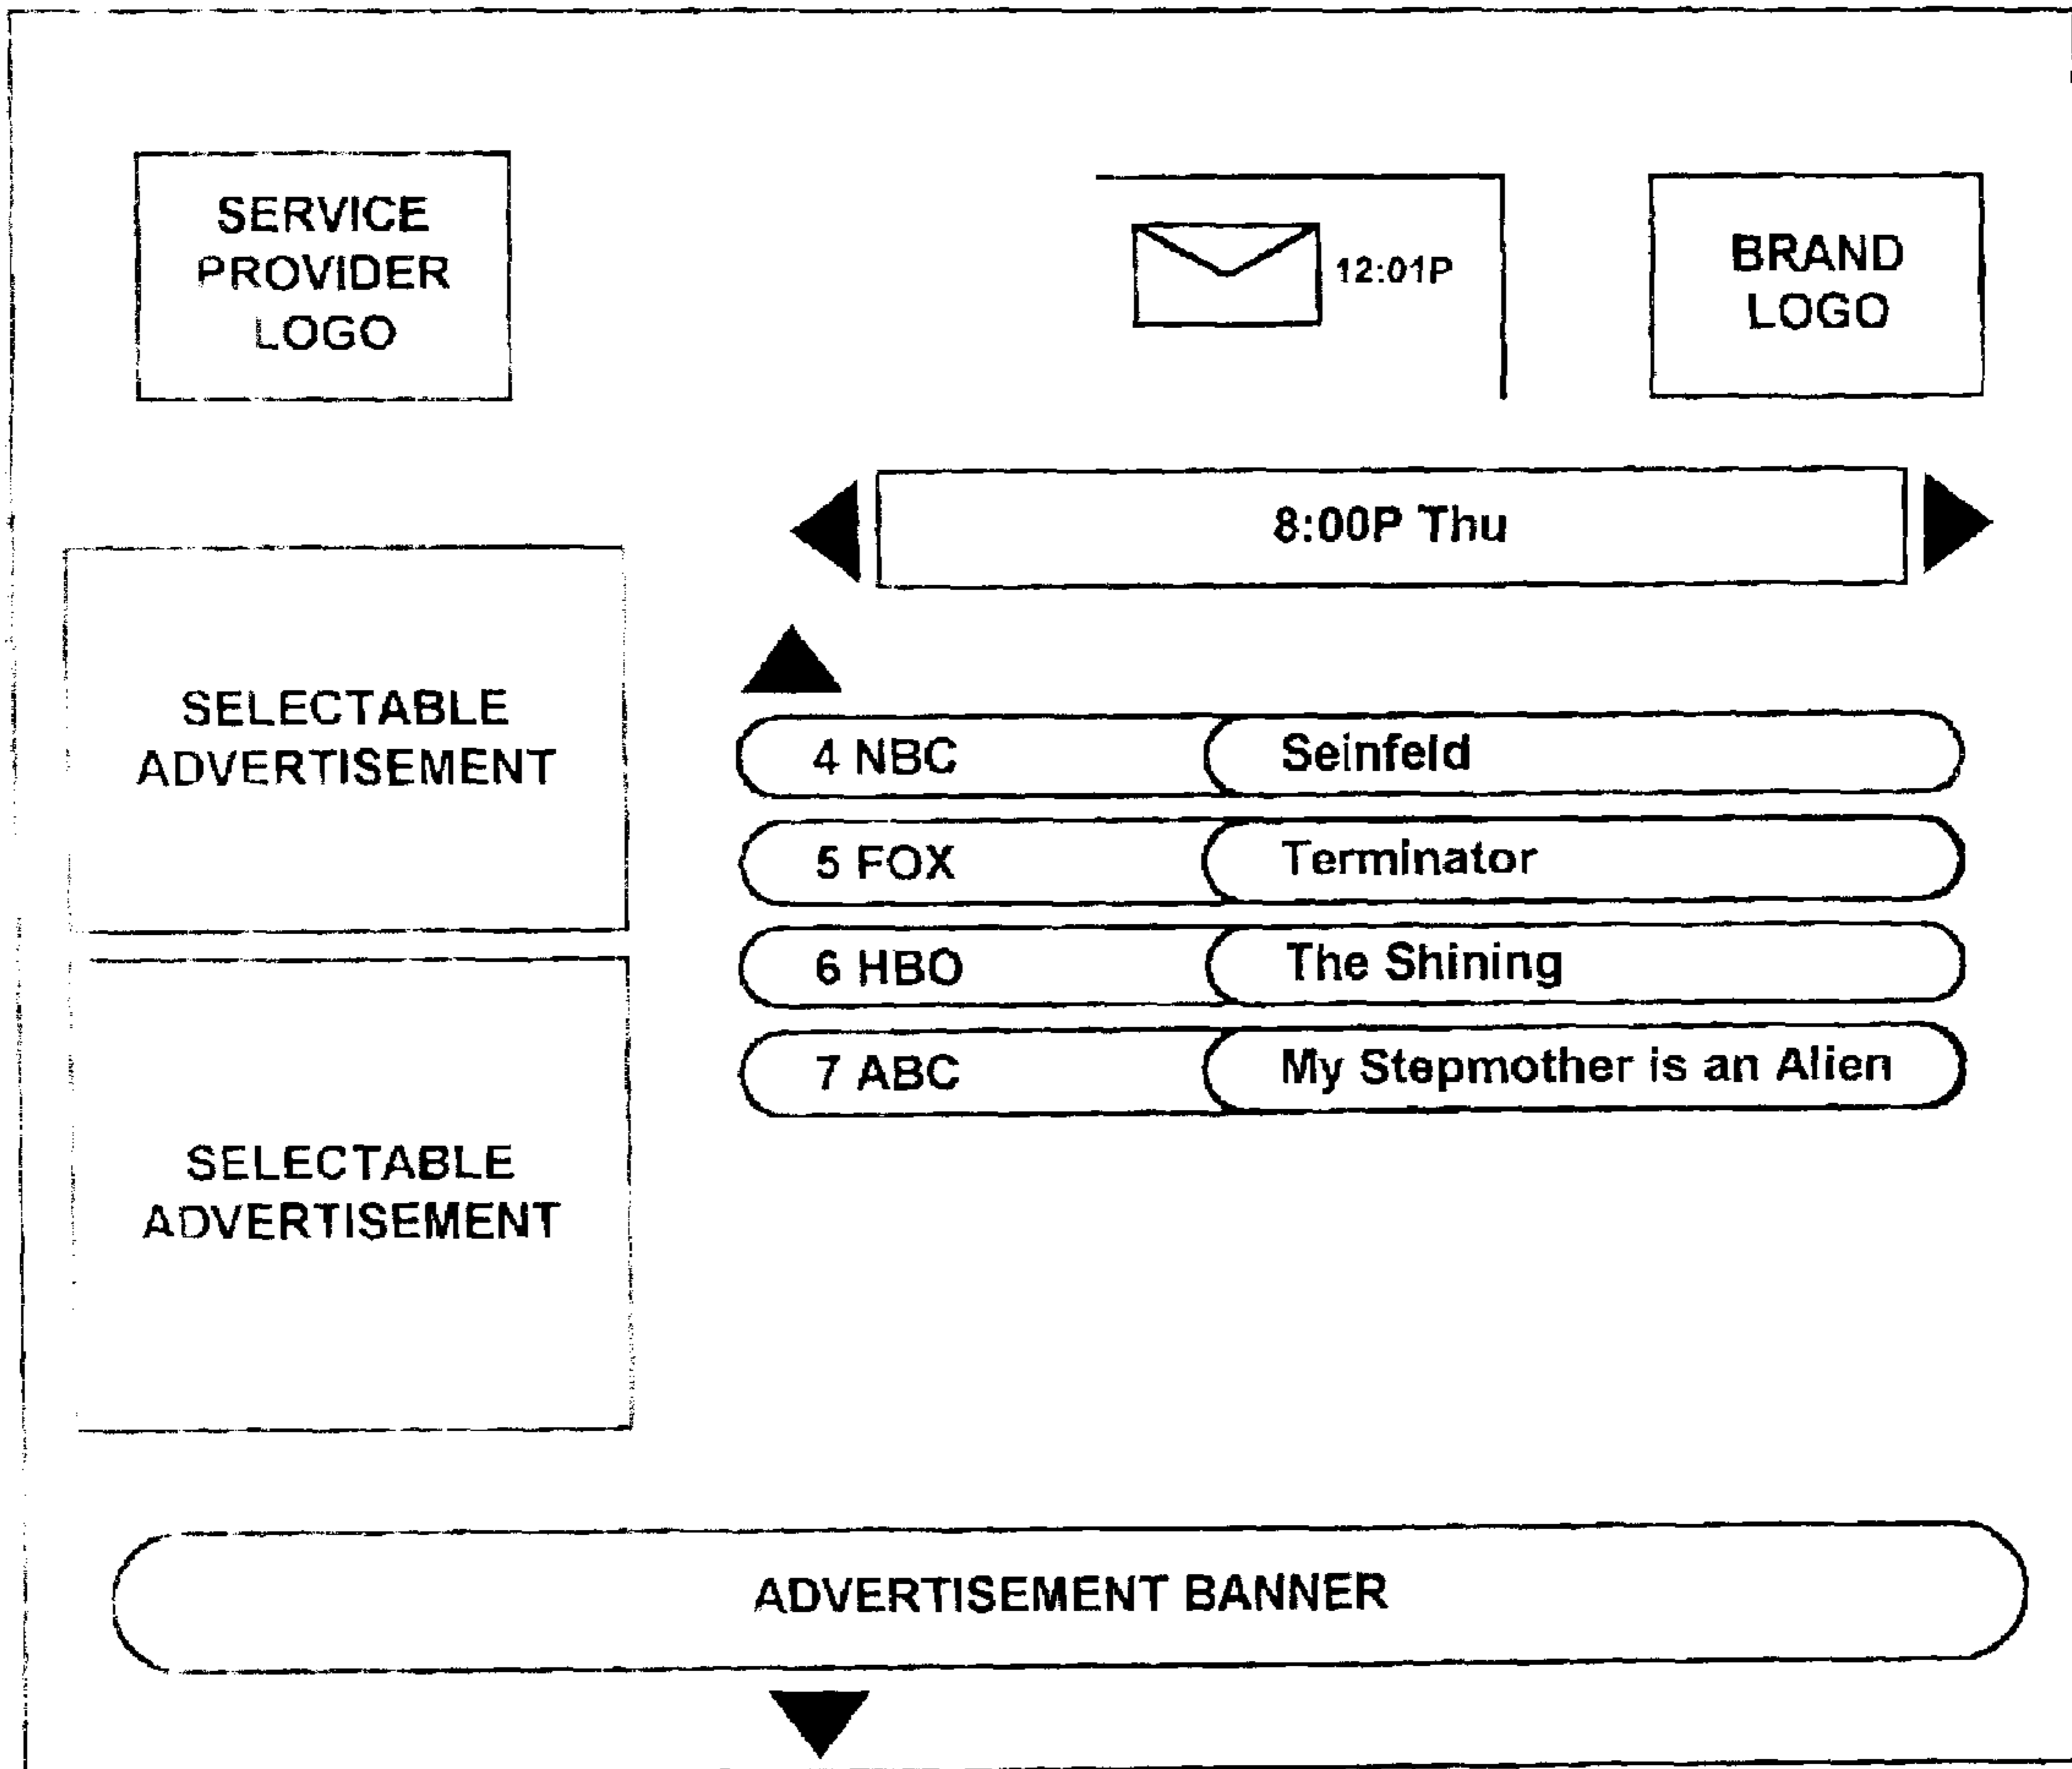 SERVICE
PROVIDER
LOGO
12:01P
BRAND
LOGO
8:00P Thu
SELECTABLE
ADVERTISEMENT
4 NBC Seinfeld
5 FOX Terminator
6 HBO The Shining
7 ABC My Stepmother is an Alien
SELECTABLE
ADVERTISEMENT
ADVERTISEMENT BANNER